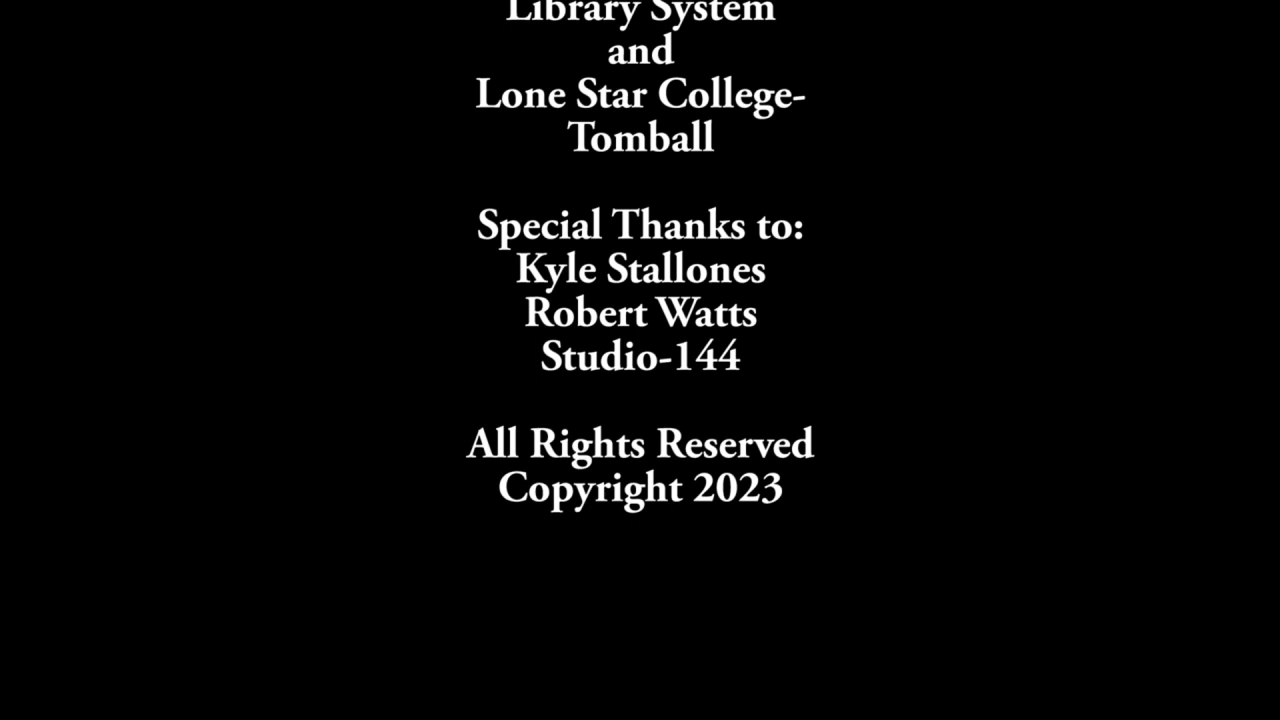 Library System
and
Lone Star College-
Tomball
Special Thanks to:
Kyle Stallones
Robert Watts
Studio-144
All Rights Reserved
Copyright 2023